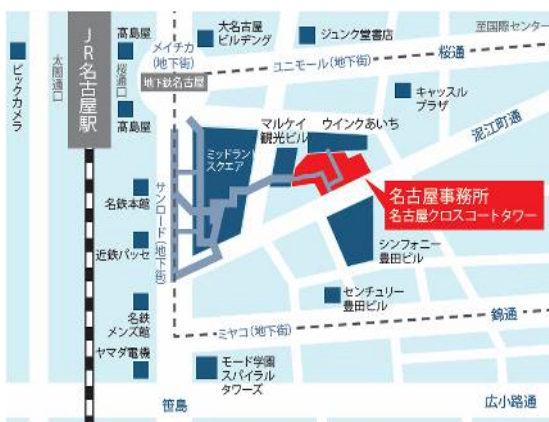 大名古屋
ビルヂング
ジュンク堂書店
至国際センター
髙島屋
メイチカ(地下街)
桜通
ユニモール(地下街)
JR名古屋駅
太閤通口
桜通口
地下鉄名古屋
ビックカメラ
髙島屋
キャッスル
プラザ
マルケイ
観光ビル
ウインクあいち
泥江町通
ミッドランド
スクエア
名古屋事務所
名古屋クロスコートタワー
名鉄本館
サンロード(地下街)
近鉄パッセ
シンフォニー
豊田ビル
センチュリー
豊田ビル
名鉄
メンズ館
ミヤコ(地下街)
錦通
ヤマダ電機
モード学園
スパイラル
タワーズ
笹島
広小路通